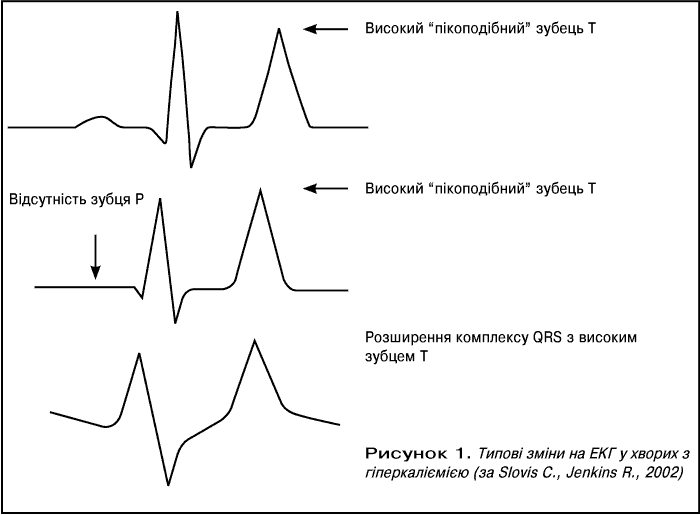 Високий “пікоподібний” зубець Т
Високий “пікоподібний” зубець Т
Відсутність зубця Р
Розширення комплексу QRS з високим
зубцем Т
Рисунок 1. Типові зміни на ЕКГ у хворих з
гіперкаліємією (за Slovis C., Jenkins R., 2002)